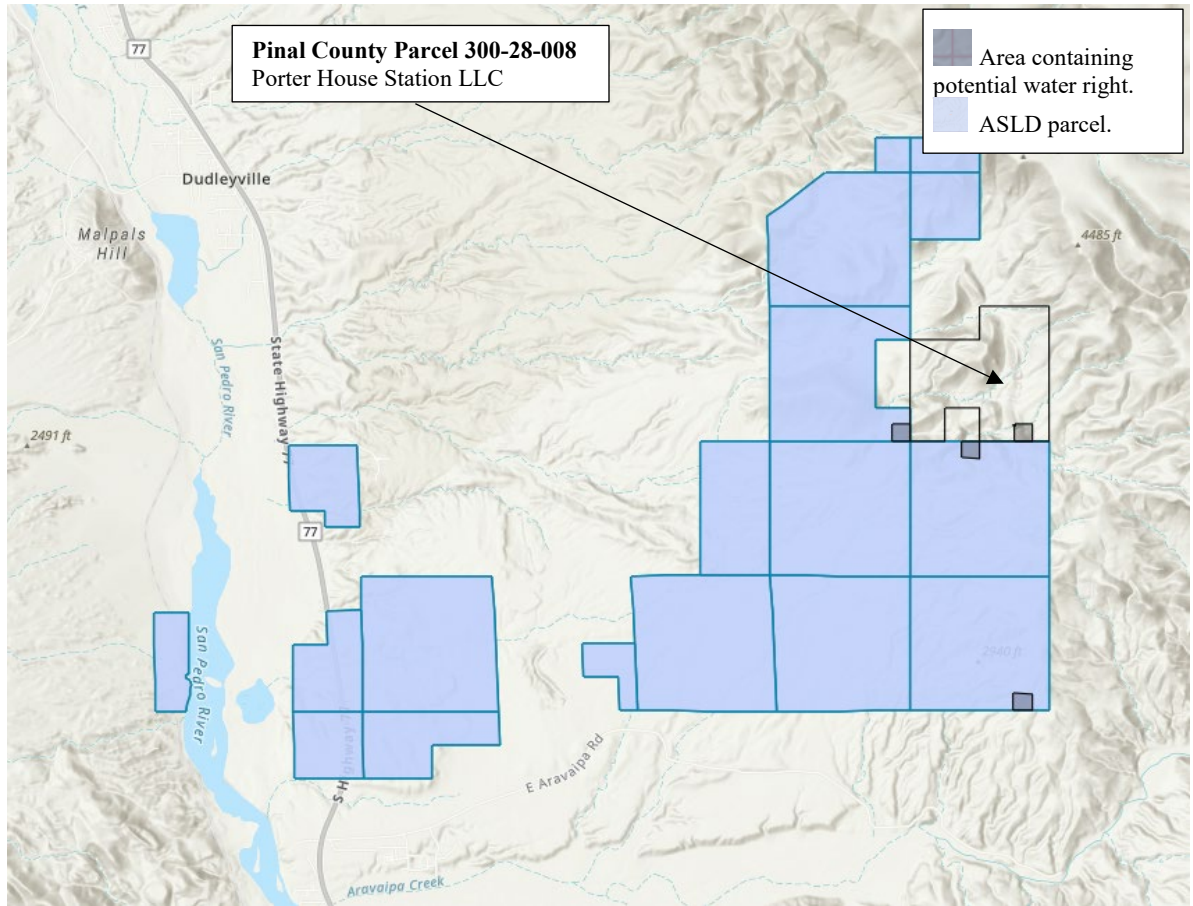 77
Pinal County Parcel 300-28-008
Porter House Station LLC
Area containing
potential water right.
ASLD parcel.
Dudleyville
Malpals
Hill
4485 ft
San Pedro River
State Highway 77
2491 ft
77
San Pedro River
2940 ft
S Highway 77
E Aravaipa Rd
Aravaipa Creek